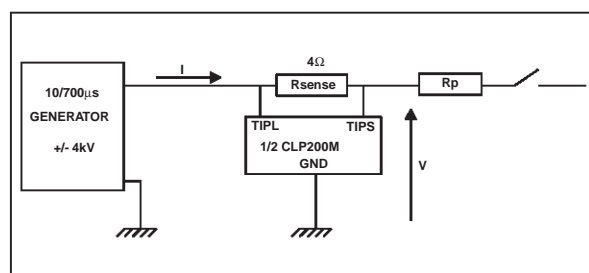 10/700µs
GENERATOR
+/- 4kV
I
4Ω
Rsense
Rp
TIPL TIPS
1/2 CLP200M
GND
V